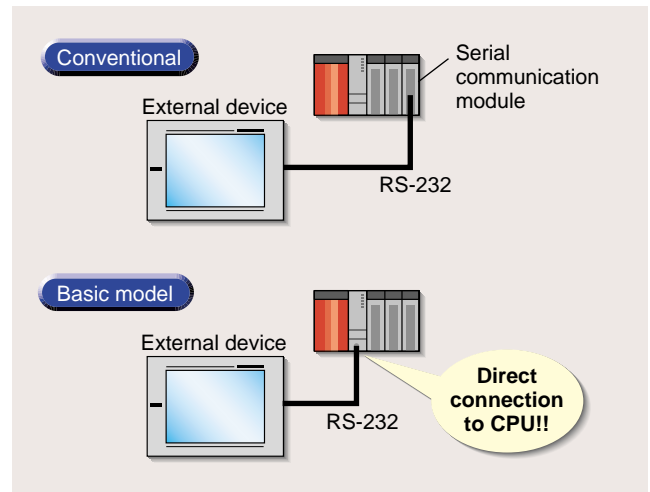 Conventional
Serial
communication
module
External device
RS-232
Basic model
External device
RS-232
Direct
connection
to CPU!!